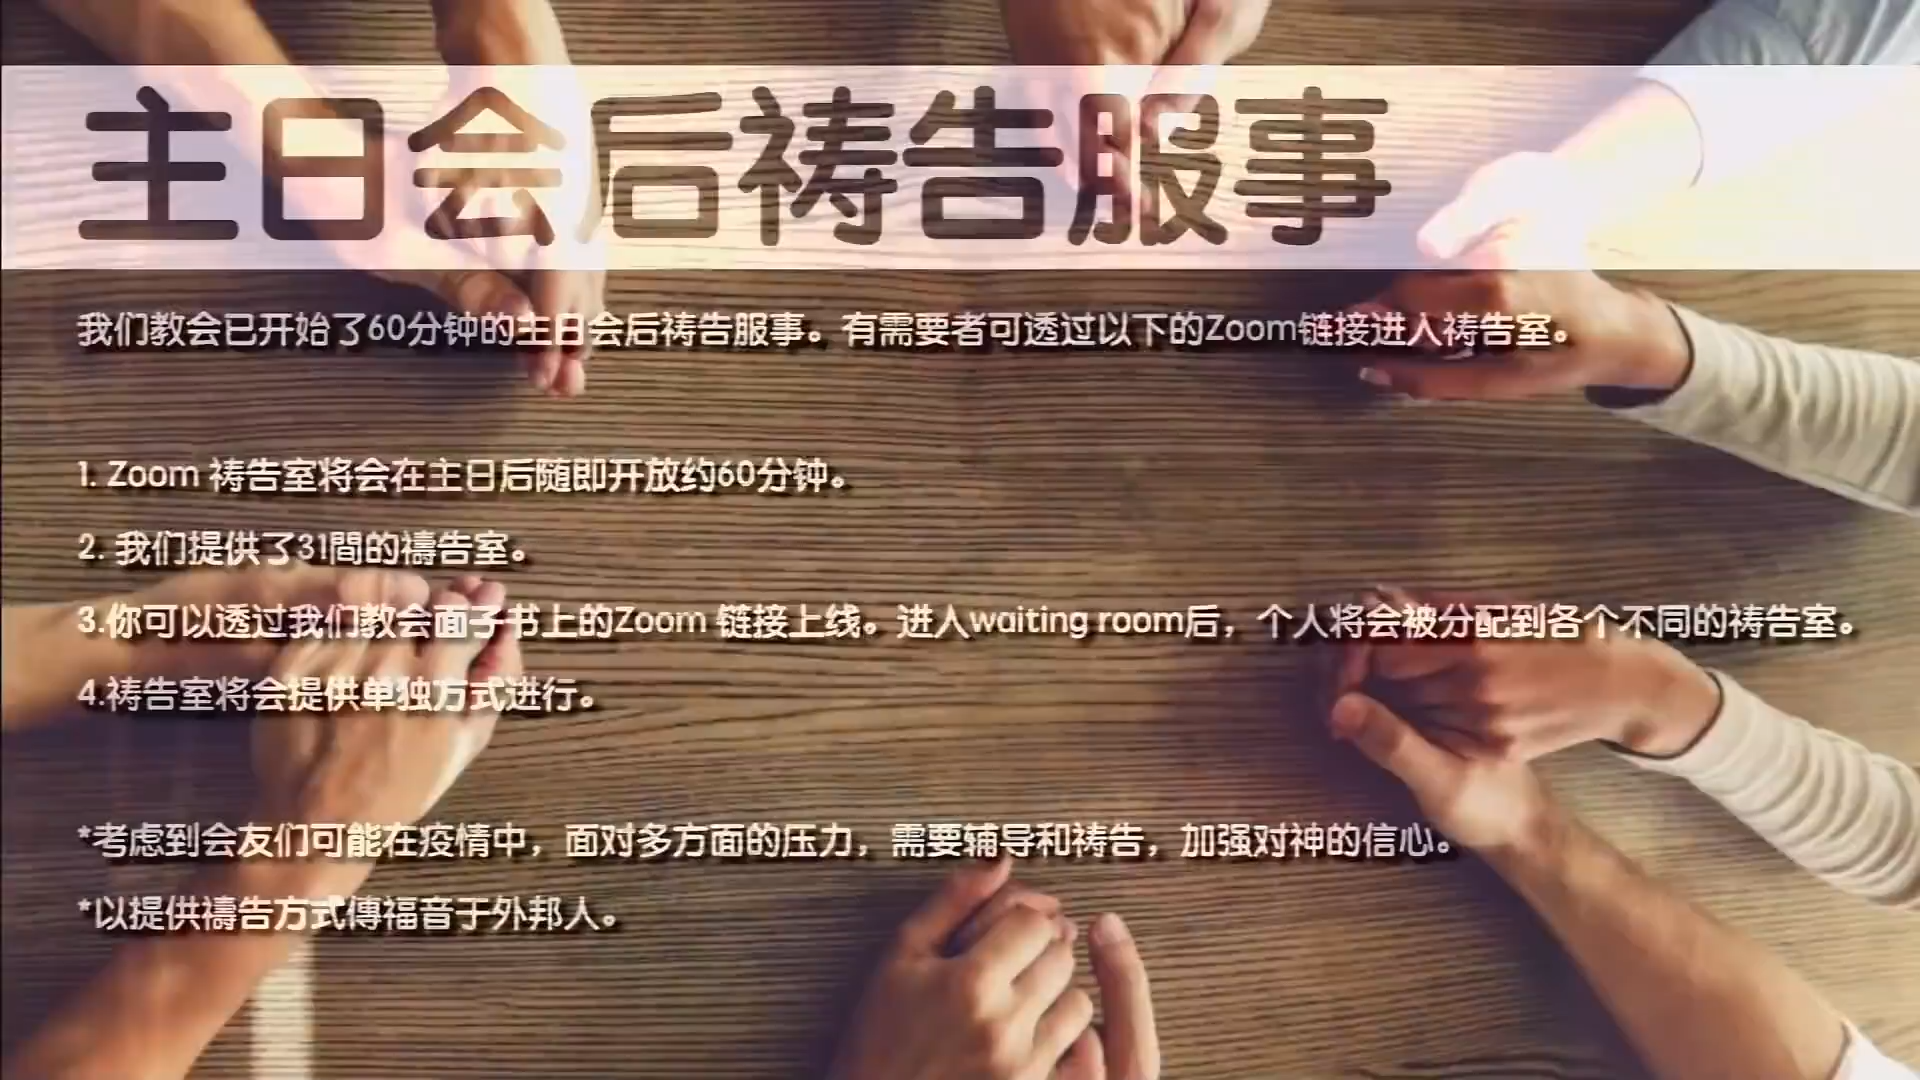 主日会后祷告服事
我们教会已开始了60分钟的主日会后祷告服事。有需要者可透过以下的Zoom链接进入祷告室。
1. Zoom 祷告室将会在主日后随即开放约60分钟。
2. 我们提供了31間的禱告室。
3.你可以透过我们教会面子书上的Zoom 链接上线。进入waiting room后，个人将会被分配到各个不同的祷告室。
4.祷告室将会提供单独方式进行。
*考虑到会友们可能在疫情中，面对多方面的压力，需要辅导和祷告，加强对神的信心。
*以提供禱告方式傳福音于外邦人。